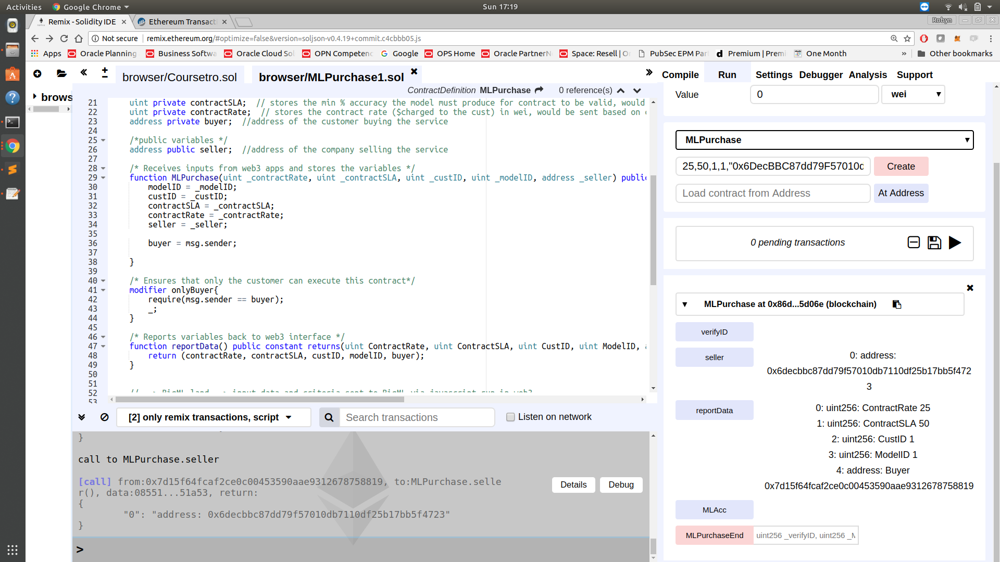 Activities
Google Chrome
Sun 17:19
Remix - Solidity IDE
Ethereum Transact
Robyn
Not secure
remix.ethereum.org/#optimize=false&version=soljson-v0.4.19+commit.c4cbbb05.js
Apps
Oracle Planning
Business Softwa
Oracle Cloud Sol
OPN Competenc
Google
OPS Home
Oracle PartnerN
Space: Resell | O
PubSec EPM Par
Premium | Premi
One Month
»
Other bookmarks
browser/Coursetro.sol
browser/MLPurchase1.sol
Compile
Run
Settings
Debugger
Analysis
Support
brows
ContractDefinition MLPurchase
0 reference(s)
21 uint private contractSLA;  // stores the min % accuracy the model must produce for contract to be valid, would
22 uint private contractRate;  // stores the contract rate ($charged to the cust) in wei, would be sent based on
23 address private buyer;  //address of the customer buying the service
24
25 /*public variables */
26 address public seller;  //address of the company selling the service
27
28 /* Receives inputs from web3 apps and stores the variables */
29 function MLPurchase(uint _contractRate, uint _contractSLA, uint _custID, uint _modelID, address _seller) publi
30 modelID = _modelID;
31 custID = _custID;
32 contractSLA = _contractSLA;
33 contractRate = _contractRate;
34 seller = _seller;
35
36 buyer = msg.sender;
37
38 }
39
40 /* Ensures that only the customer can execute this contract*/
41 modifier onlyBuyer{
42 require(msg.sender == buyer);
43 _;
44 }
45
46 /* Reports variables back to web3 interface */
47 function reportData() public constant returns(uint ContractRate, uint ContractSLA, uint CustID, uint ModelID,
48 return (contractRate, contractSLA, custID, modelID, buyer);
49 }
50
51
52 // --> BigML land --> input data and criteria sent to BigML via javascript run in web3
53
[2] only remix transactions, script
Search transactions
Listen on network
}
call to MLPurchase.seller
[call] from:0x7d15f64fcaf2ce0c00453590aae9312678758819, to:MLPurchase.selle
r(), data:08551...51a53, return:
{
"0": "address: 0x6decbbc87dd79f57010db7110df25b17bb5f4723"
}
Details
Debug
>
Value
0
wei
MLPurchase
25,50,1,1,"0x6DecBBC87dd79F57010d
Create
Load contract from Address
At Address
0 pending transactions
MLPurchase at 0x86d...5d06e (blockchain)
verifyID
seller
0: address:
0x6decbbc87dd79f57010db7110df25b17bb5f472
3
reportData
0: uint256: ContractRate 25
1: uint256: ContractSLA 50
2: uint256: CustID 1
3: uint256: ModelID 1
4: address: Buyer
0x7d15f64fcaf2ce0c00453590aae9312678758819
MLAcc
MLPurchaseEnd
uint256 _verifyID, uint256 _M